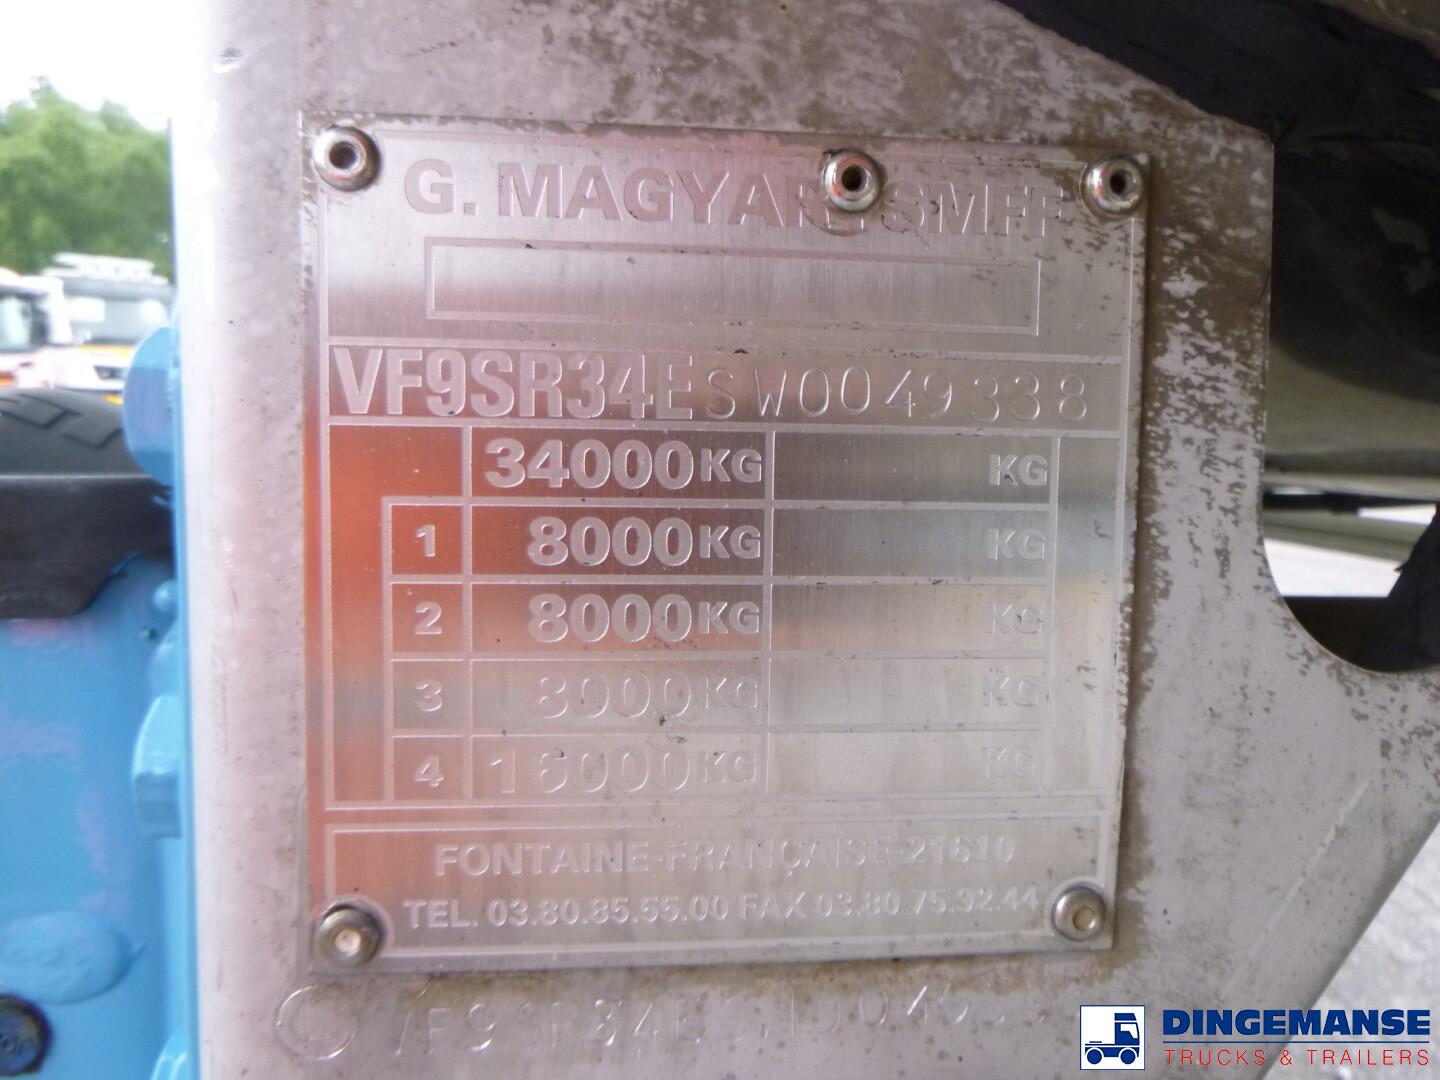 G. MAGYAR. SMFF
VF9SR34ESW0049338
34000KG KG
1 8000KG KG
2 8000KG KG
3 8000KG KG
4 16000KG KG
FONTAINE-FRANÇAISE-21610
TEL. 03.80.85.55.00 FAX 03.80.75.92.44
DINGEMANSE
TRUCKS & TRAILERS